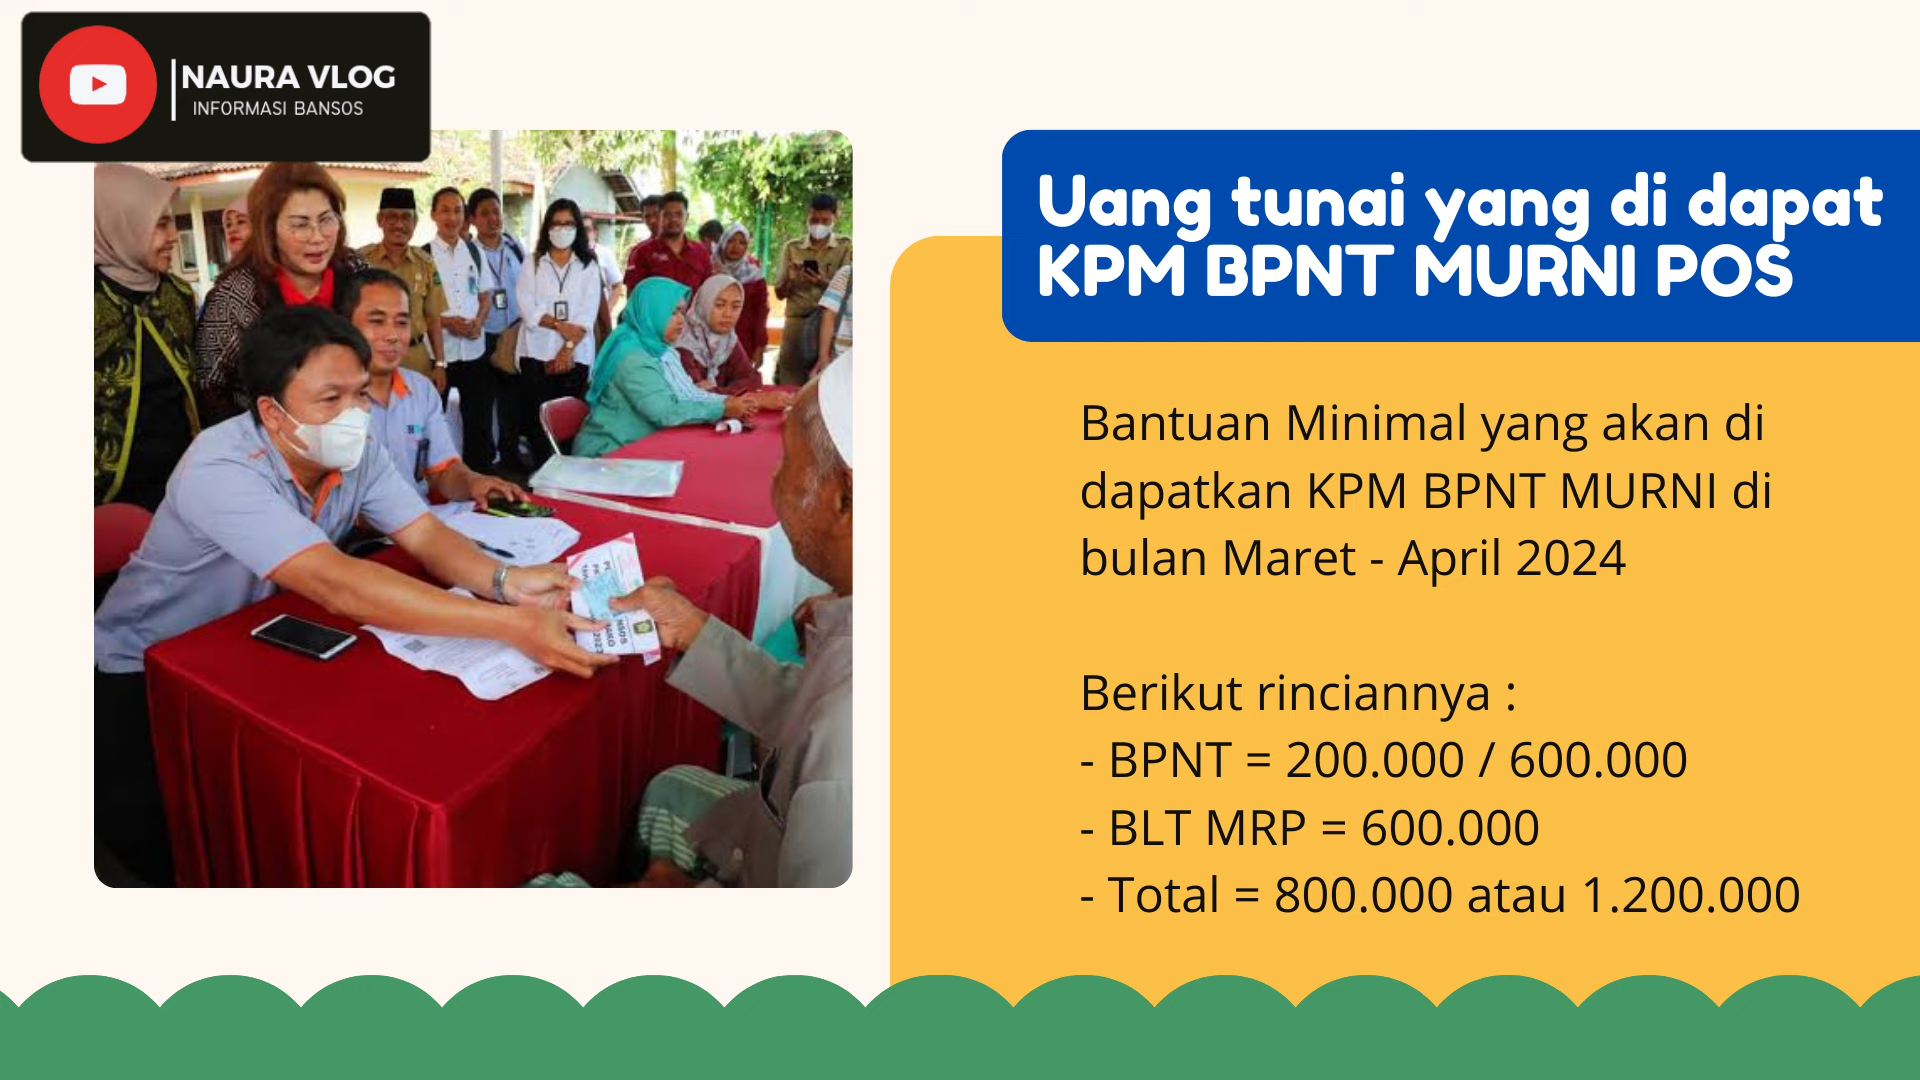 NAURA VLOG
INFORMASI BANSOS
Uang tunai yang di dapat
KPM BPNT MURNI POS
Bantuan Minimal yang akan di
dapatkan KPM BPNT MURNI di
bulan Maret - April 2024
Berikut rinciannya :
- BPNT = 200.000 / 600.000
- BLT MRP = 600.000
- Total = 800.000 atau 1.200.000